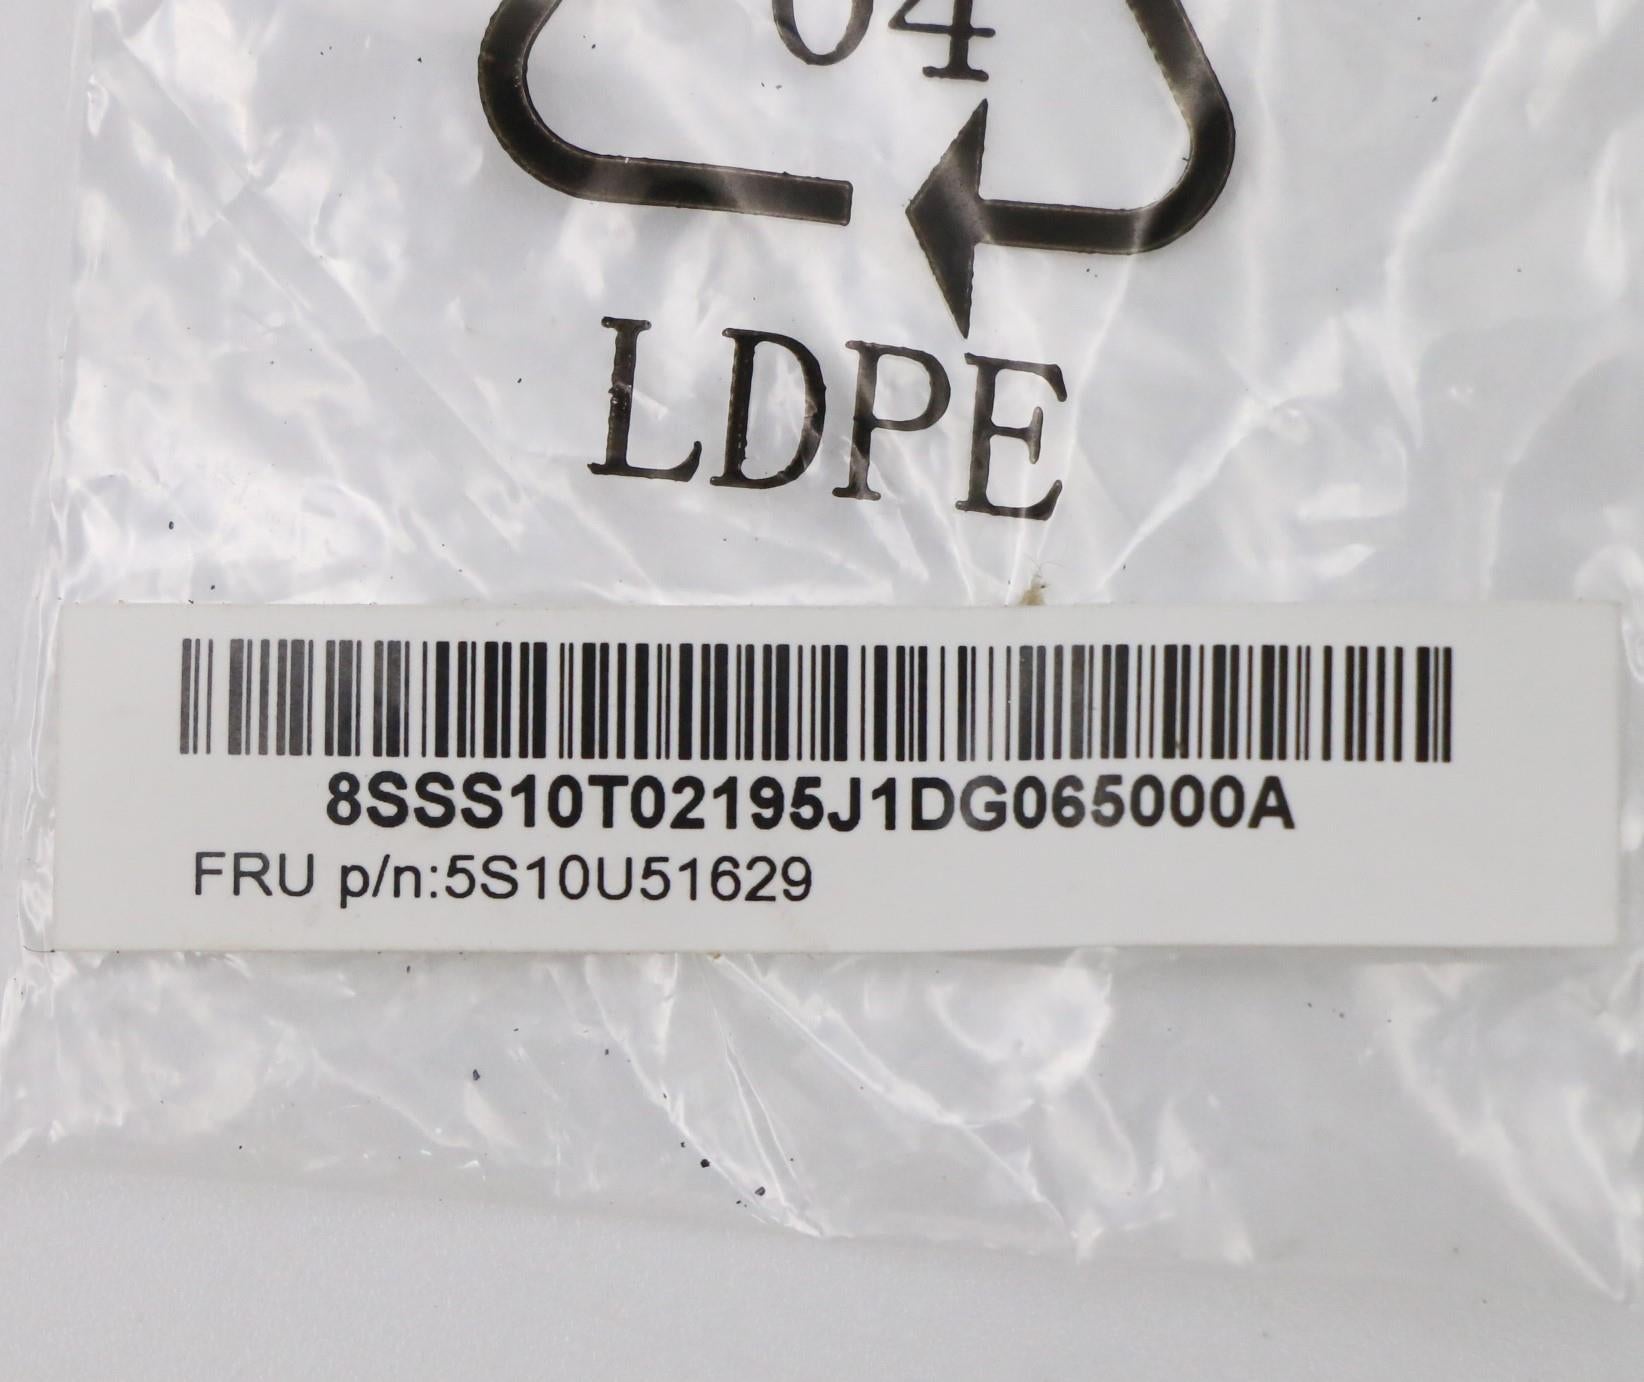 04
LDPE
8SSS10T02195J1DG065000A
FRU p/n:5S10U51629